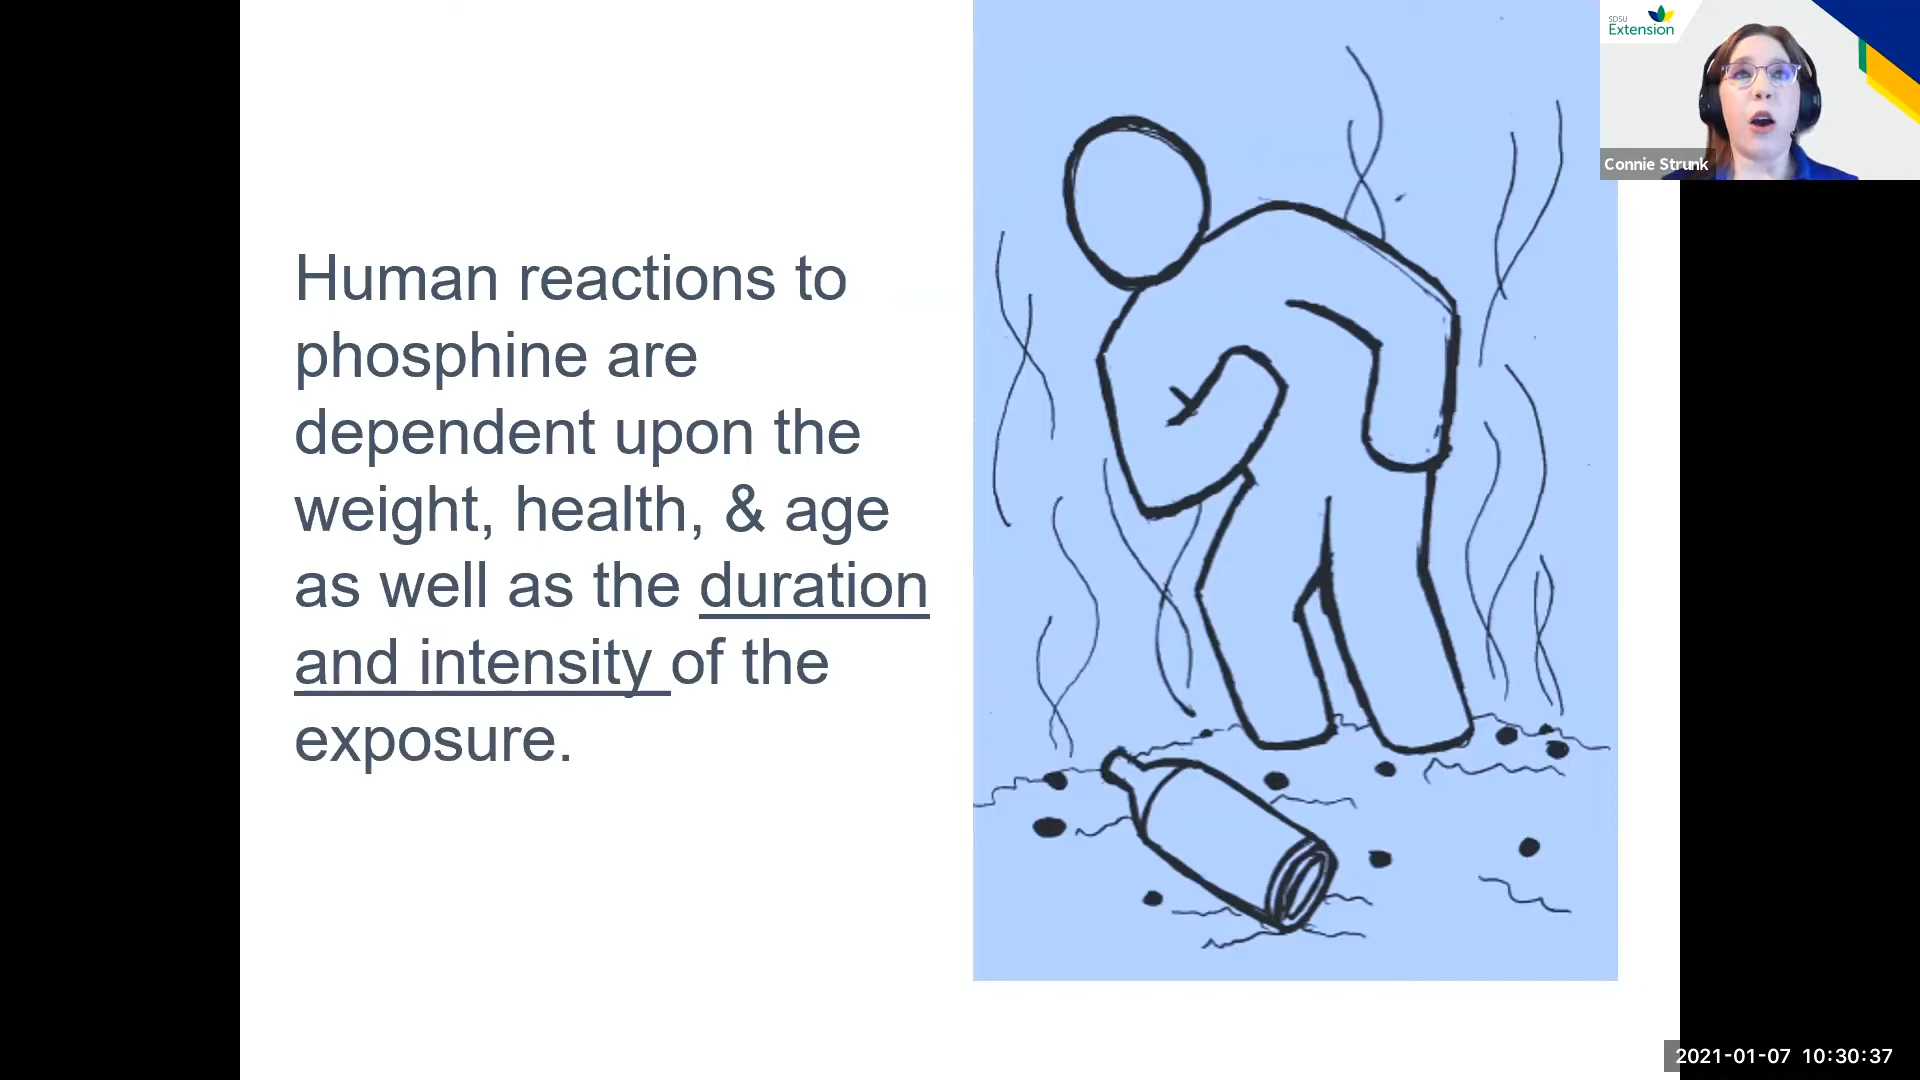 Human reactions to
phosphine are
dependent upon the
weight, health, & age
as well as the duration
and intensity of the
exposure.
SDSU
Extension
Connie Strunk
2021-01-07 10:30:37